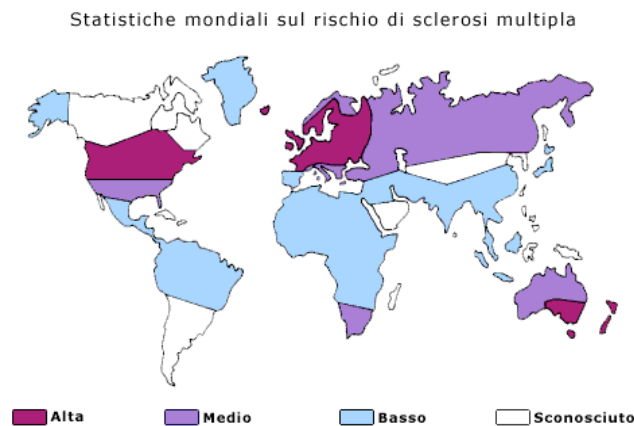 Statistiche mondiali sul rischio di sclerosi multipla
Alta Medio Basso Sconosciuto